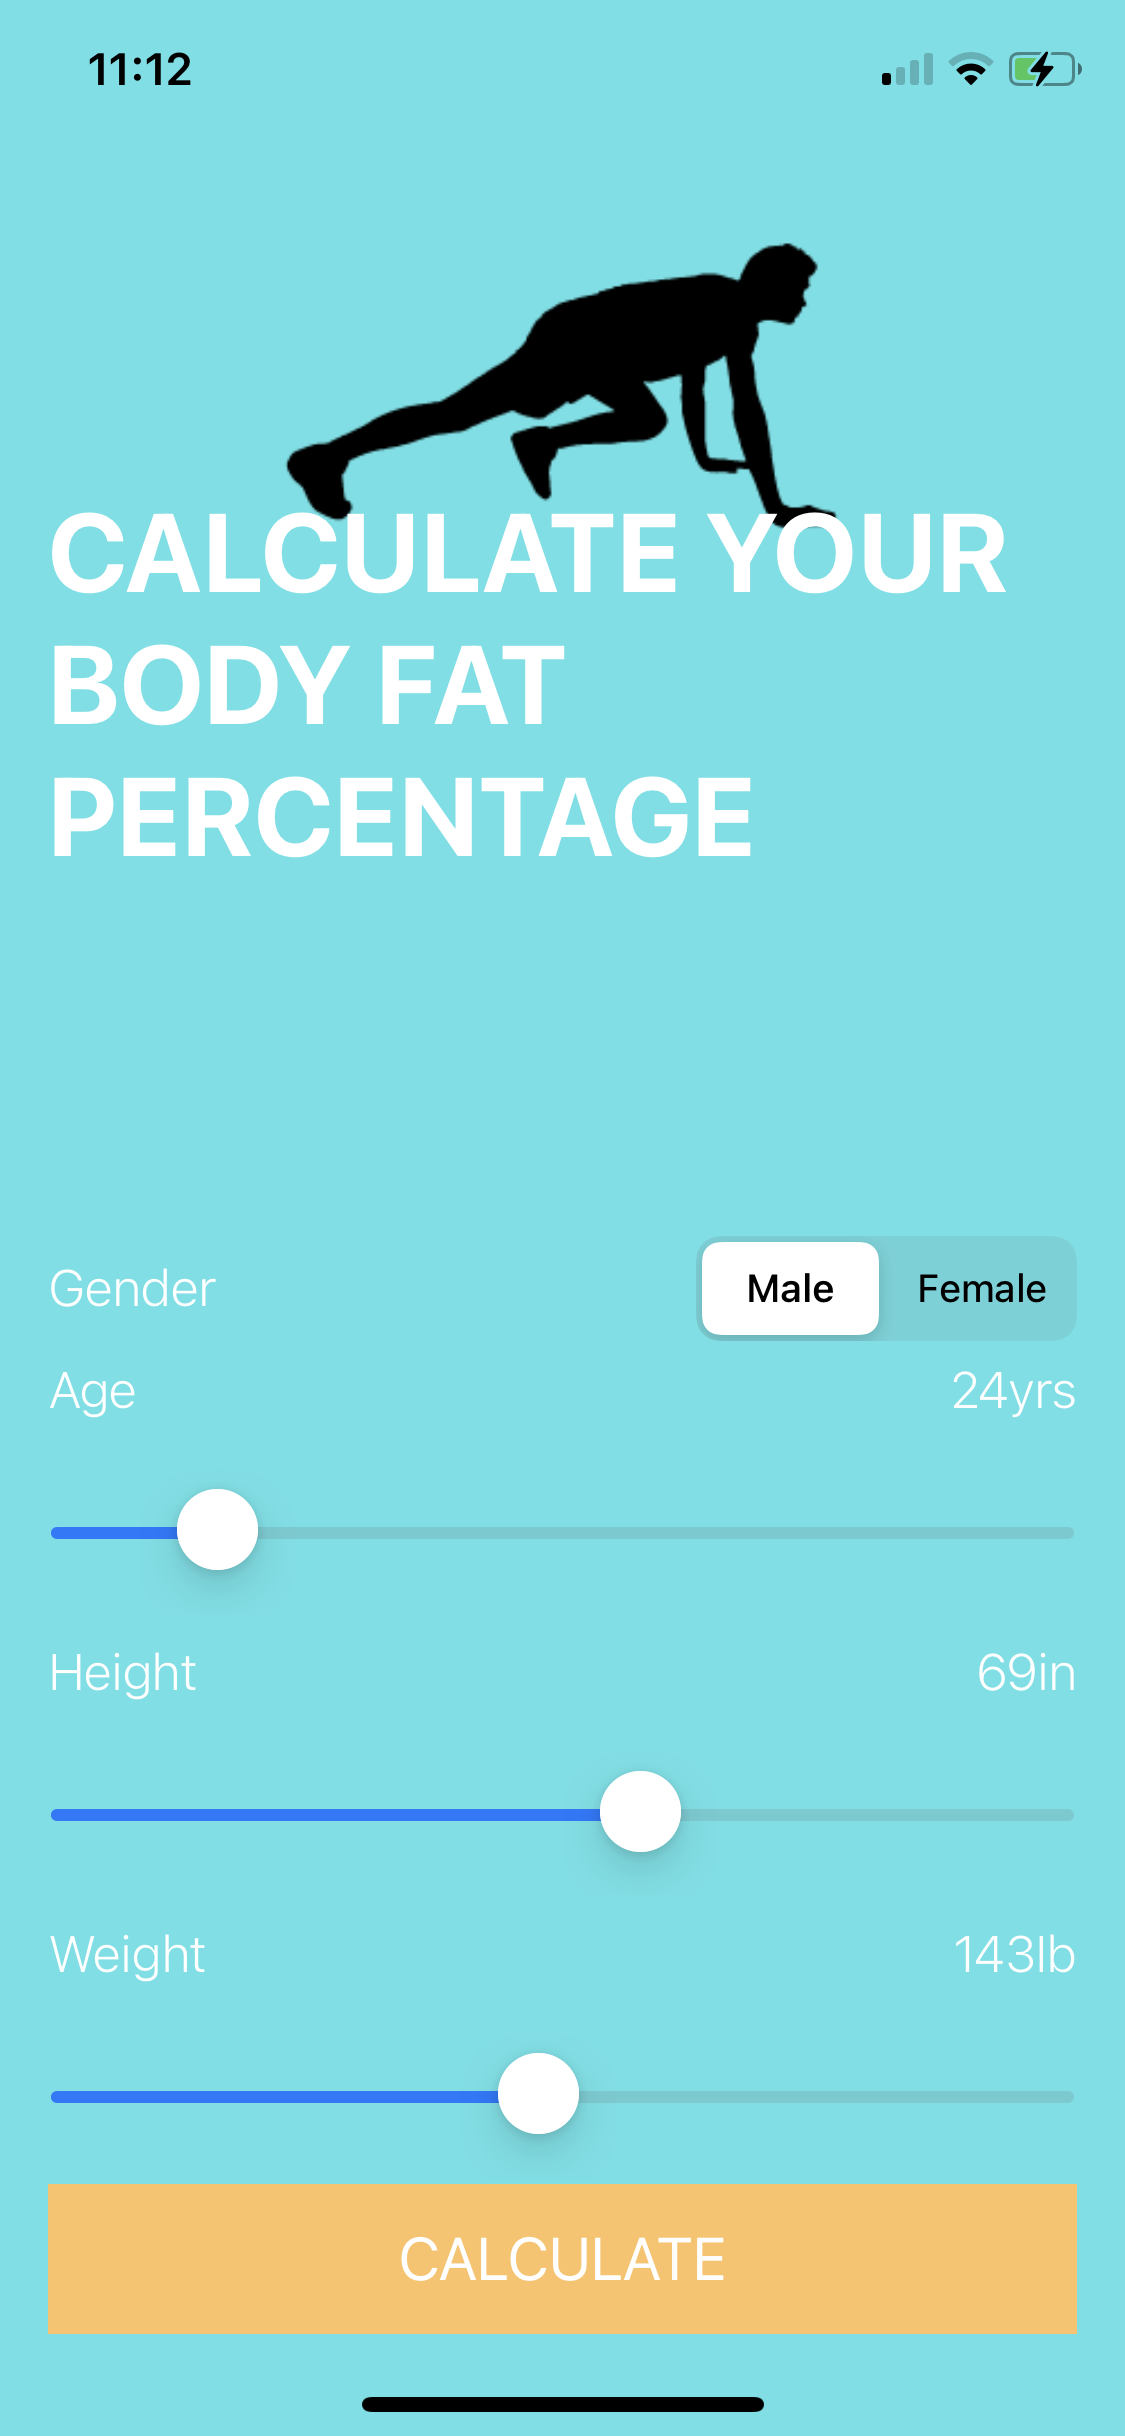 11:12
CALCULATE YOUR
BODY FAT
PERCENTAGE
Gender Male Female
Age 24yrs
Height 69in
Weight 143lb
CALCULATE